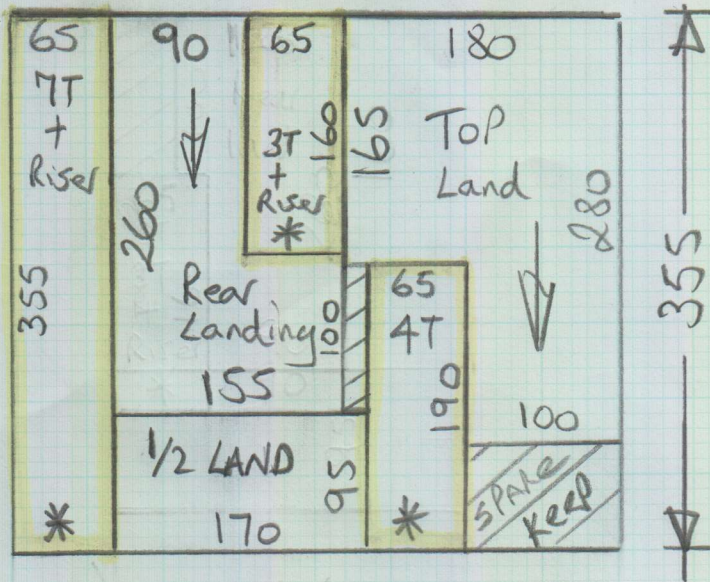 65
7T
+
Riser
355
90
260
Rear
Landing
155
65
3T
+
Riser
*
160
165
100
180
Top
Land
280
65
4T
190
*
100
SPARE
KEEP
1/2 LAND
95
170
*
355